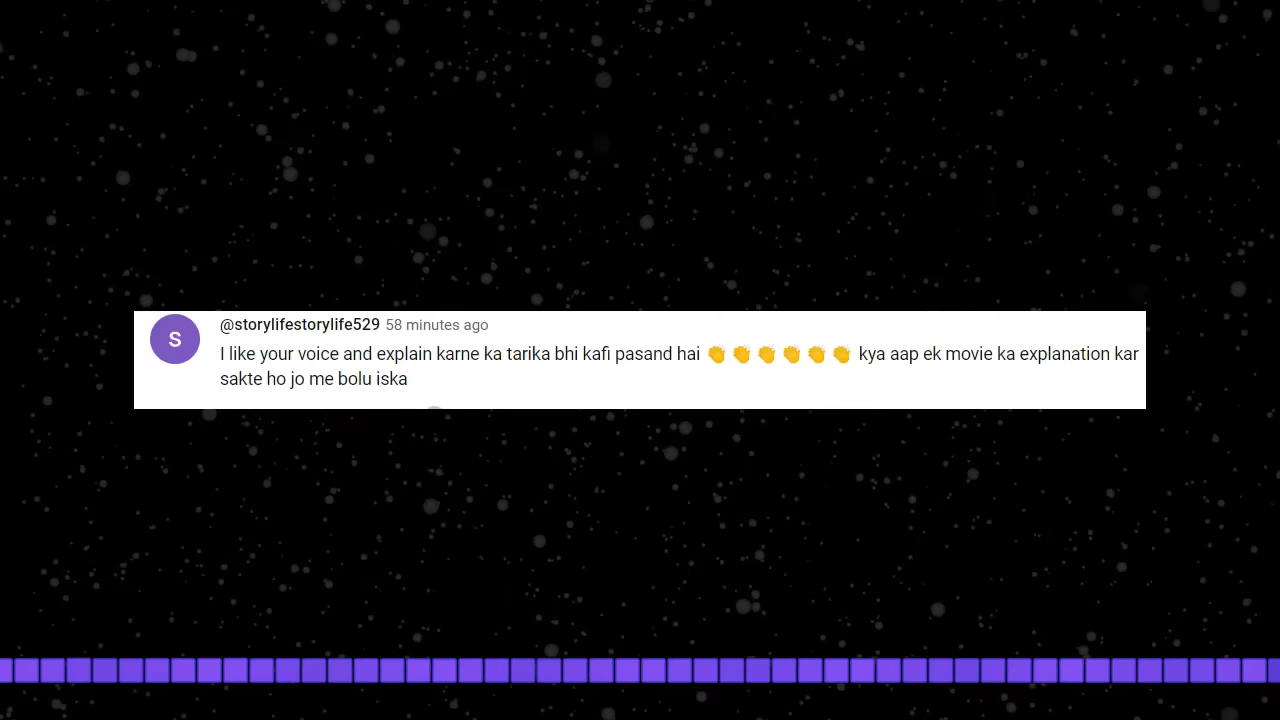 S
@storylifestorylife529 58 minutes ago
I like your voice and explain karne ka tarika bhi kafi pasand hai 👏👏👏👏👏👏 kya aap ek movie ka explanation kar
sakte ho jo me bolu iska